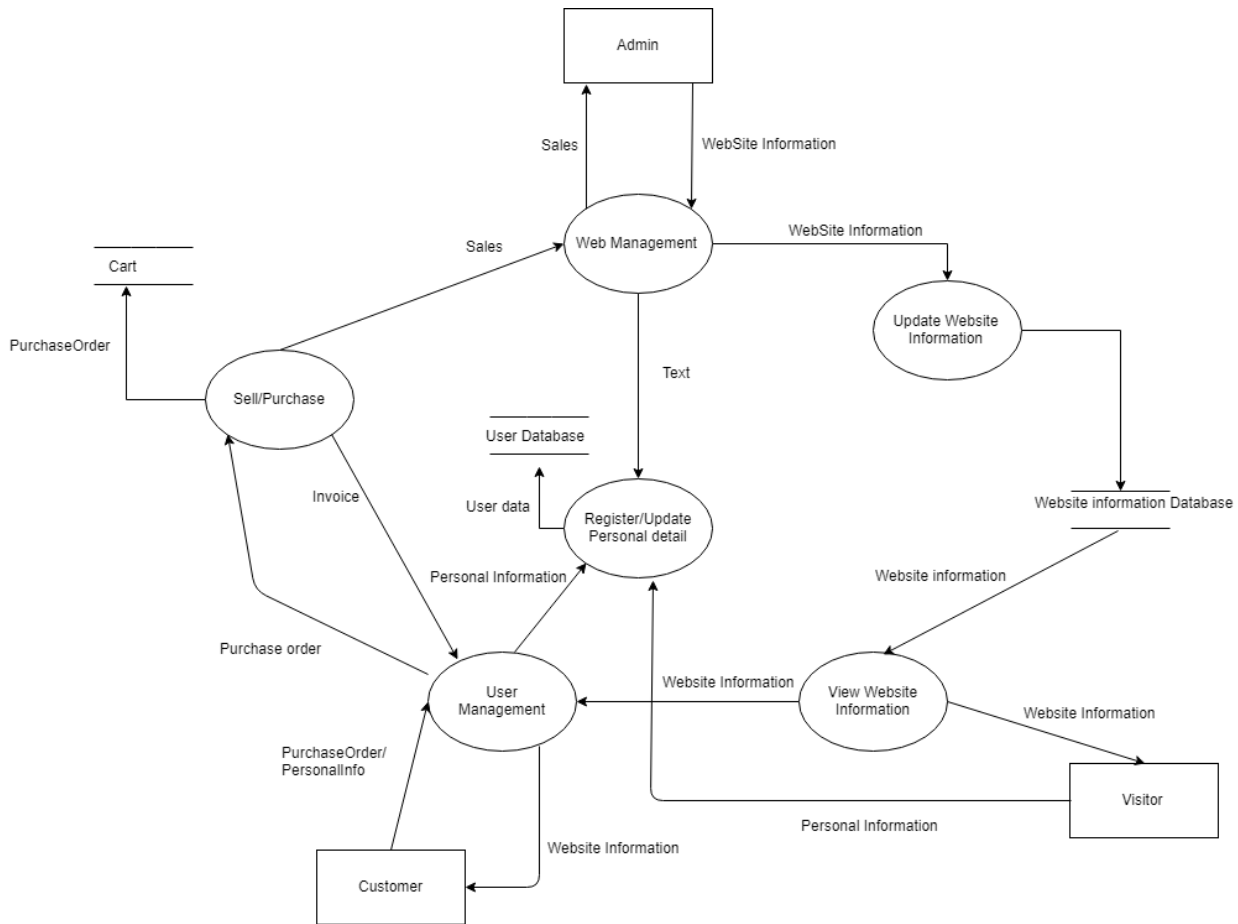 Admin
Sales
WebSite Information
Web Management
WebSite Information
Sales
Cart
PurchaseOrder
Update Website
Information
Text
Sell/Purchase
User Database
Invoice
User data
Register/Update
Personal detail
Website information Database
Personal Information
Website information
Purchase order
Website Information
User
Management
View Website
Information
Website Information
PurchaseOrder/
PersonalInfo
Visitor
Personal Information
Website Information
Customer